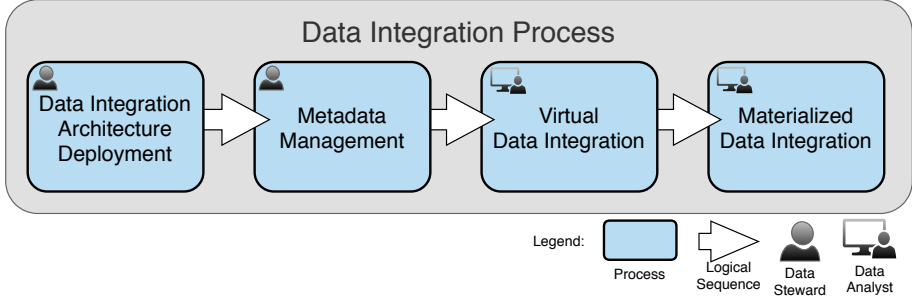 Data Integration Process
Data Integration
Architecture
Deployment
Metadata
Management
Virtual
Data Integration
Materialized
Data Integration
Legend:
Process
Logical
Sequence
Data
Steward
Data
Analyst